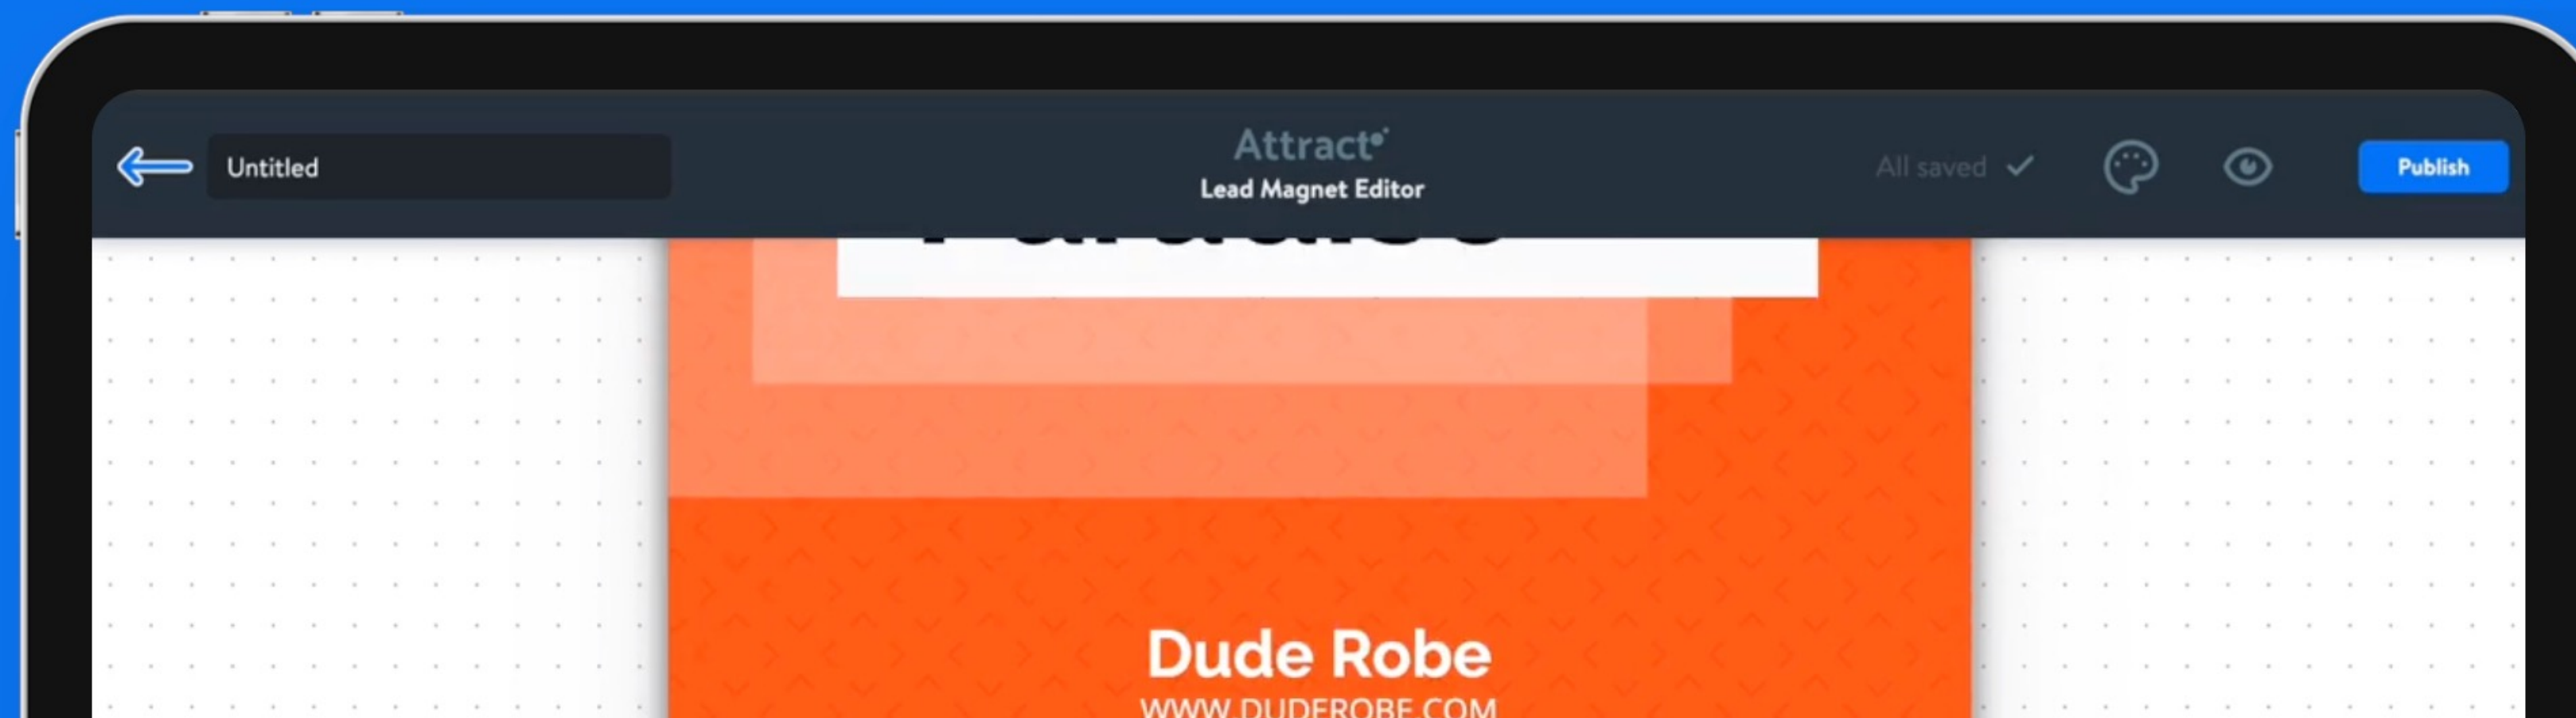 Untitled
Attract
Lead Magnet Editor
All saved
Publish
Dude Robe
WWW.DUDEROBE.COM